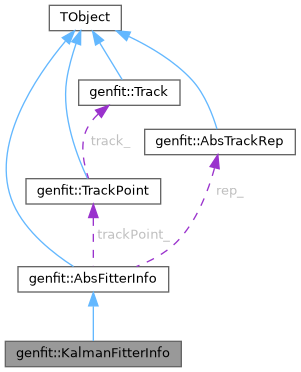 TObject
genfit::Track
track_
genfit::AbsTrackRep
genfit::TrackPoint
rep_
trackPoint_
genfit::AbsFitterInfo
genfit::KalmanFitterInfo